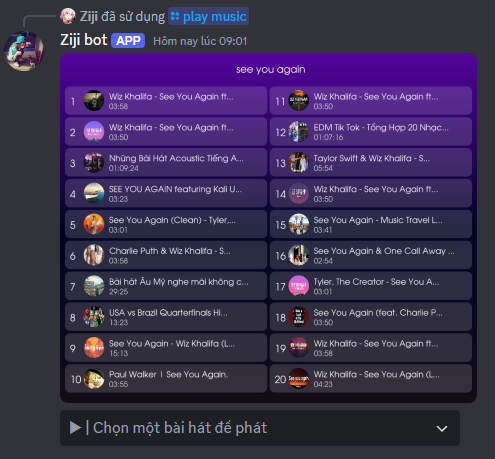 Ziji đã sử dụng play music
Ziji bot APP Hôm nay lúc 09:01
see you again
1 Wiz Khalifa - See You Again ft...
03:58
2 Wiz Khalifa - See You Again ft...
03:50
3 Những Bài Hát Acoustic Tiếng A...
01:09:24
4 SEE YOU AGAIN featuring Kali U...
03:23
5 See You Again (Clean) - Tyler,...
03:01
6 Charlie Puth & Wiz Khalifa - S...
03:58
7 Bài hát Âu Mỹ nghe mãi không c...
29:25
8 USA vs Brazil Quarterfinals Hi...
13:23
9 See You Again - Wiz Khalifa (L...
15:13
10 Paul Walker | See You Again.
03:55
11 Wiz Khalifa - See You Again ft...
03:50
12 EDM Tik Tok - Tổng Hợp 20 Nhạc...
01:07:16
13 Taylor Swift & Wiz Khalifa - S...
05:54
14 Wiz Khalifa - See You Again ft...
03:50
15 See You Again - Music Travel L...
03:41
16 See You Again & One Call Away ...
02:54
17 Tyler, The Creator - See You A...
03:01
18 See You Again (feat. Charlie P...
03:50
19 Wiz Khalifa - See You Again ft...
03:58
20 Wiz Khalifa - See You Again (L...
04:23
▶ | Chọn một bài hát để phát